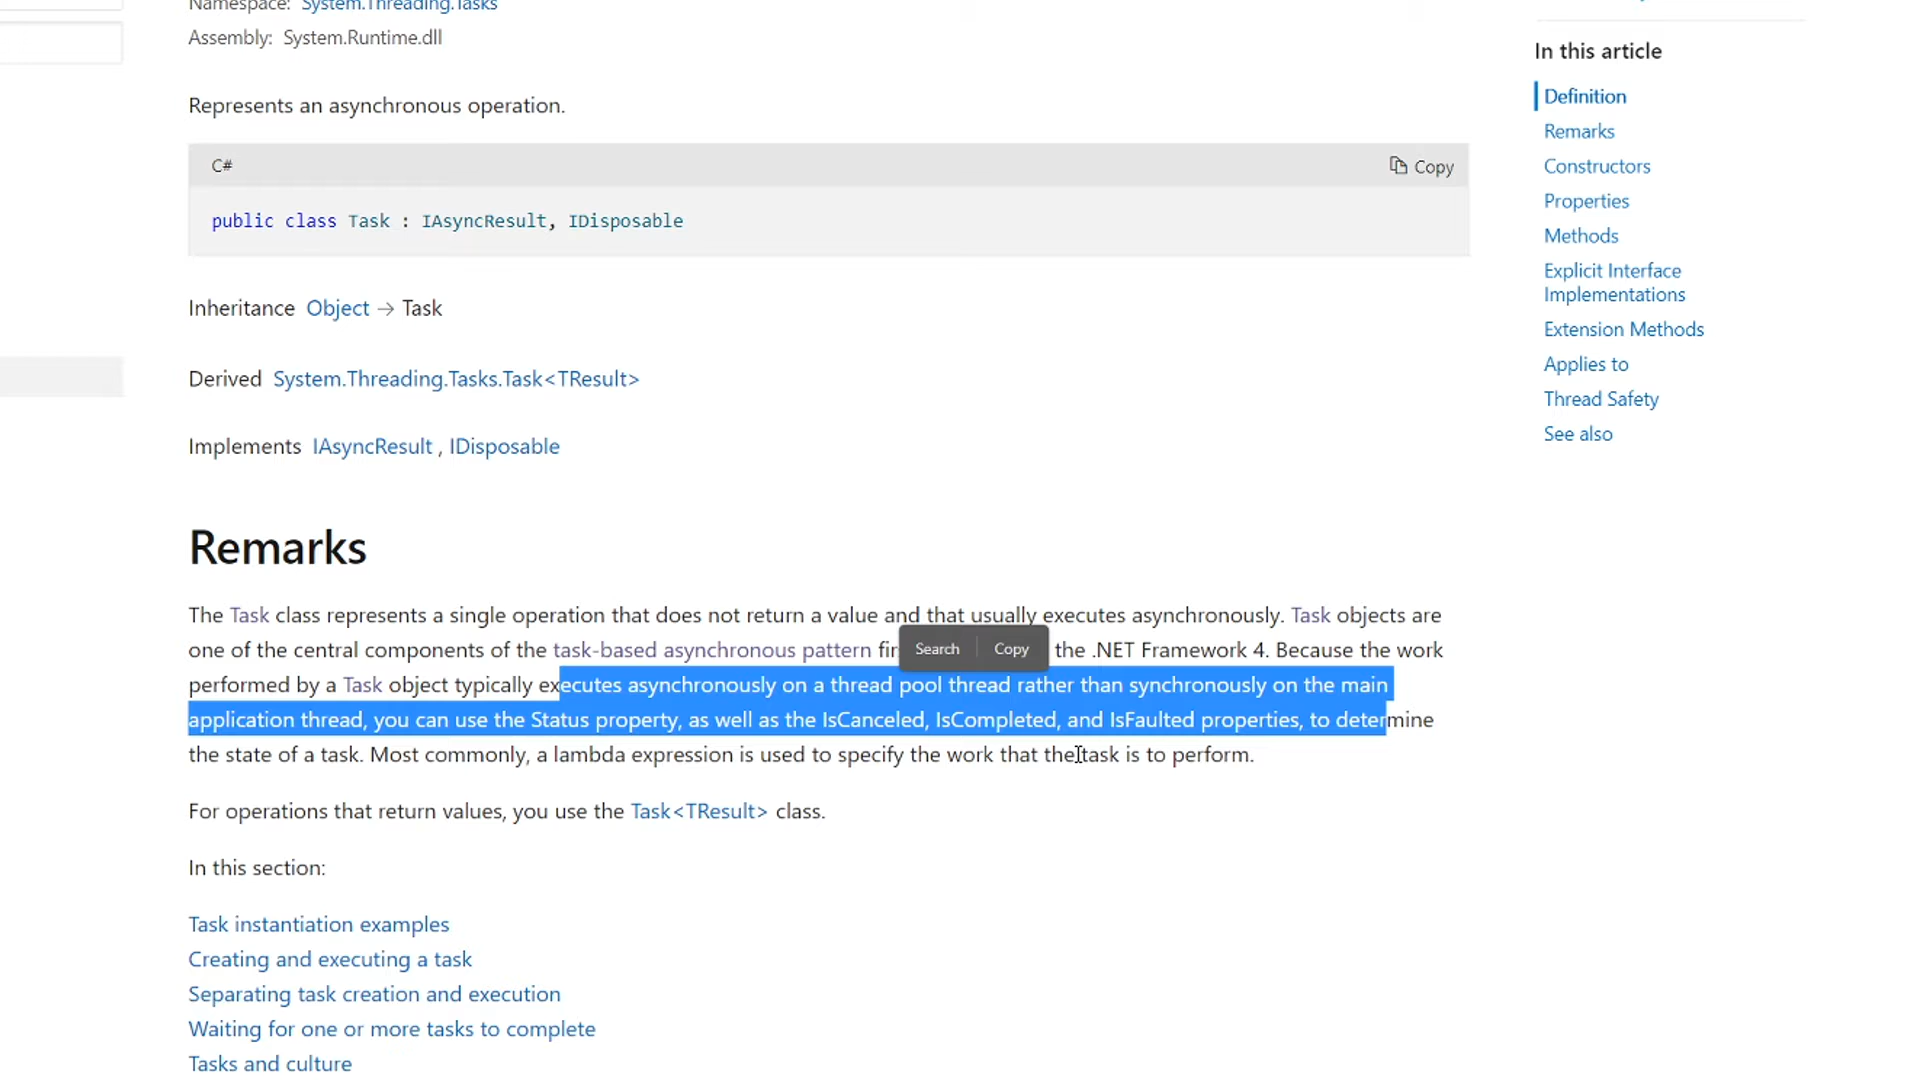 Namespace: System.Threading.Tasks
Assembly: System.Runtime.dll
Represents an asynchronous operation.
C#
Copy
public class Task : IAsyncResult, IDisposable
Inheritance Object → Task
Derived System.Threading.Tasks.Task<TResult>
Implements IAsyncResult , IDisposable
Remarks
The Task class represents a single operation that does not return a value and that usually executes asynchronously. Task objects are
one of the central components of the task-based asynchronous pattern the .NET Framework 4. Because the work
Search
Copy
performed by a Task object typically executes asynchronously on a thread pool thread rather than synchronously on the main
application thread, you can use the Status property, as well as the IsCanceled, IsCompleted, and IsFaulted properties, to determine
the state of a task. Most commonly, a lambda expression is used to specify the work that the task is to perform.
For operations that return values, you use the Task<TResult> class.
In this section:
Task instantiation examples
Creating and executing a task
Separating task creation and execution
Waiting for one or more tasks to complete
Tasks and culture
In this article
Definition
Remarks
Constructors
Properties
Methods
Explicit Interface
Implementations
Extension Methods
Applies to
Thread Safety
See also